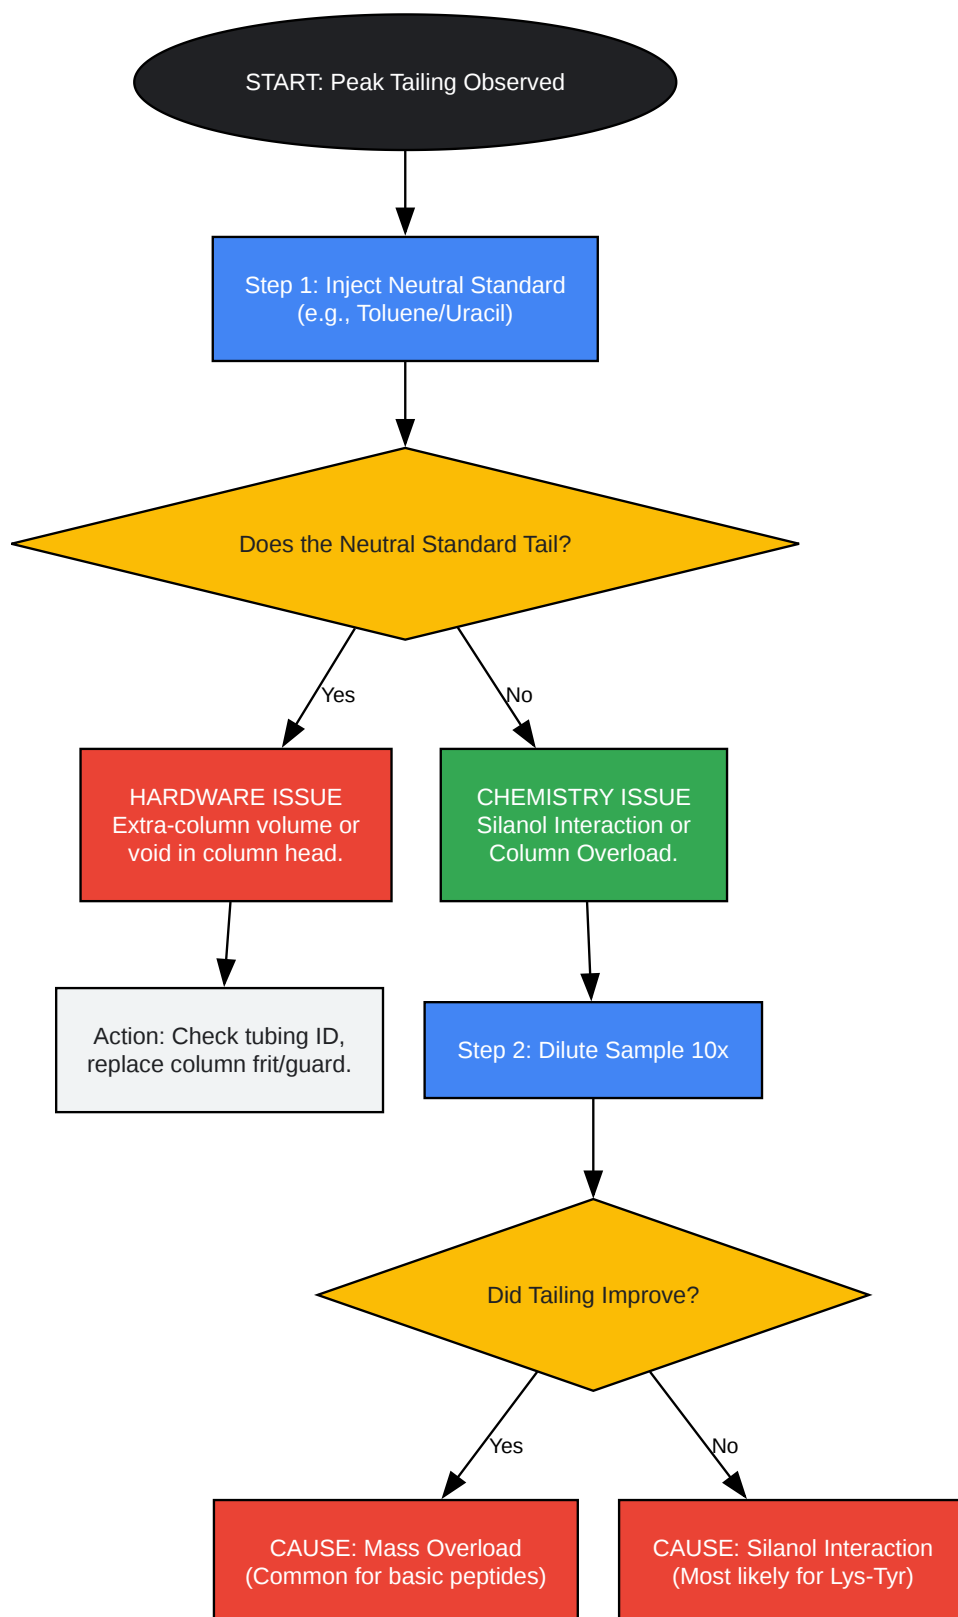 START: Peak Tailing Observed
Step 1: Inject Neutral Standard
(e.g., Toluene/Uracil)
Does the Neutral Standard Tail?
Yes
No
HARDWARE ISSUE
Extra-column volume or
void in column head.
CHEMISTRY ISSUE
Silanol Interaction or
Column Overload.
Action: Check tubing ID,
replace column frit/guard.
Step 2: Dilute Sample 10x
Did Tailing Improve?
Yes
No
CAUSE: Mass Overload
(Common for basic peptides)
CAUSE: Silanol Interaction
(Most likely for Lys-Tyr)